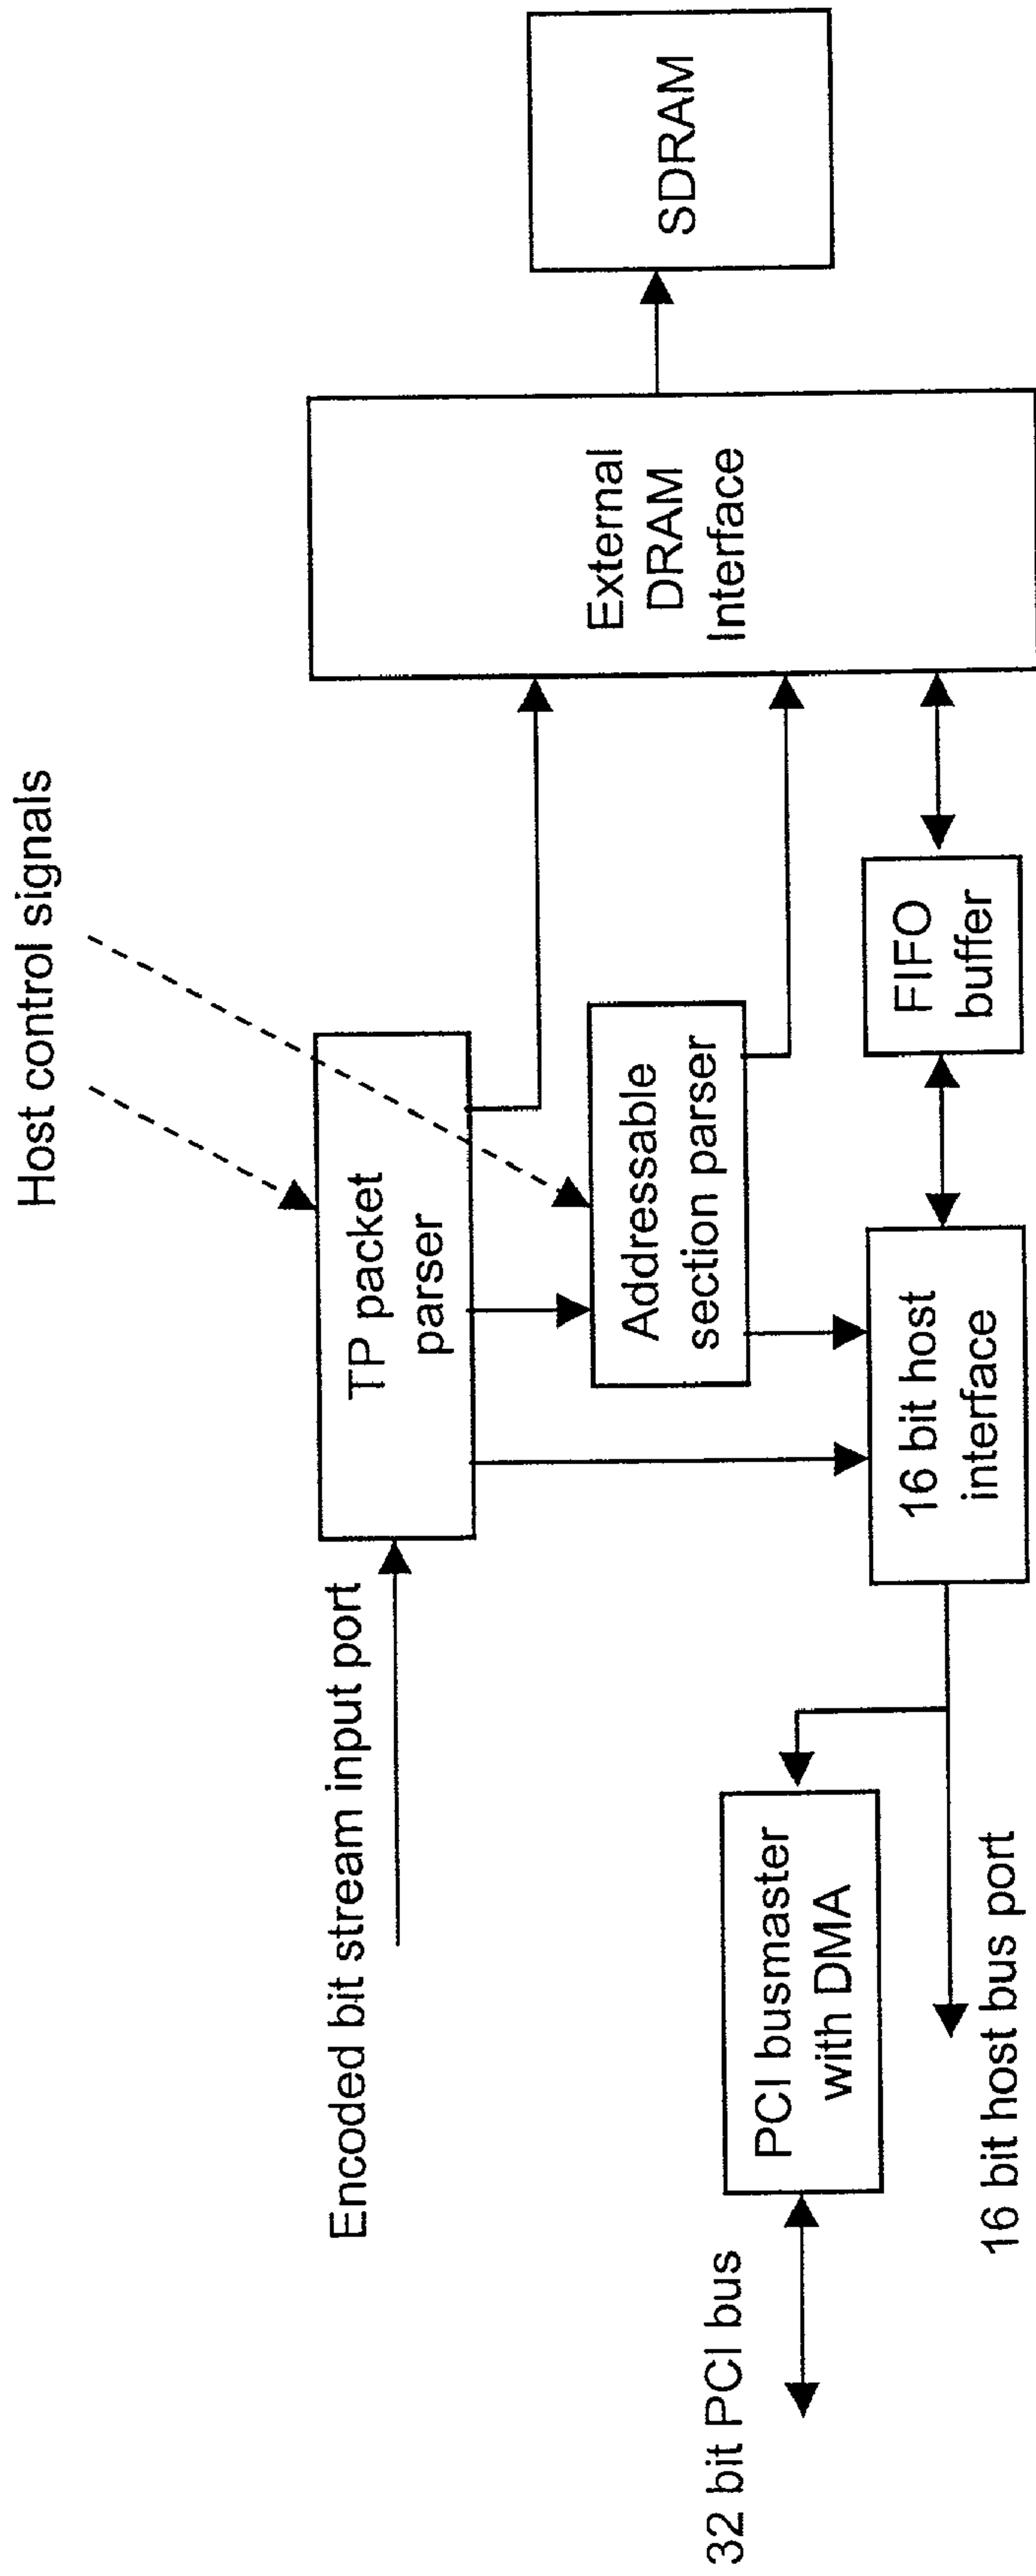 Host control signals
Encoded bit stream input port
TP packet
parser
External
DRAM
Interface
SDRAM
Addressable
section parser
32 bit PCI bus
PCI busmaster
with DMA
16 bit host
interface
FIFO
buffer
16 bit host bus port